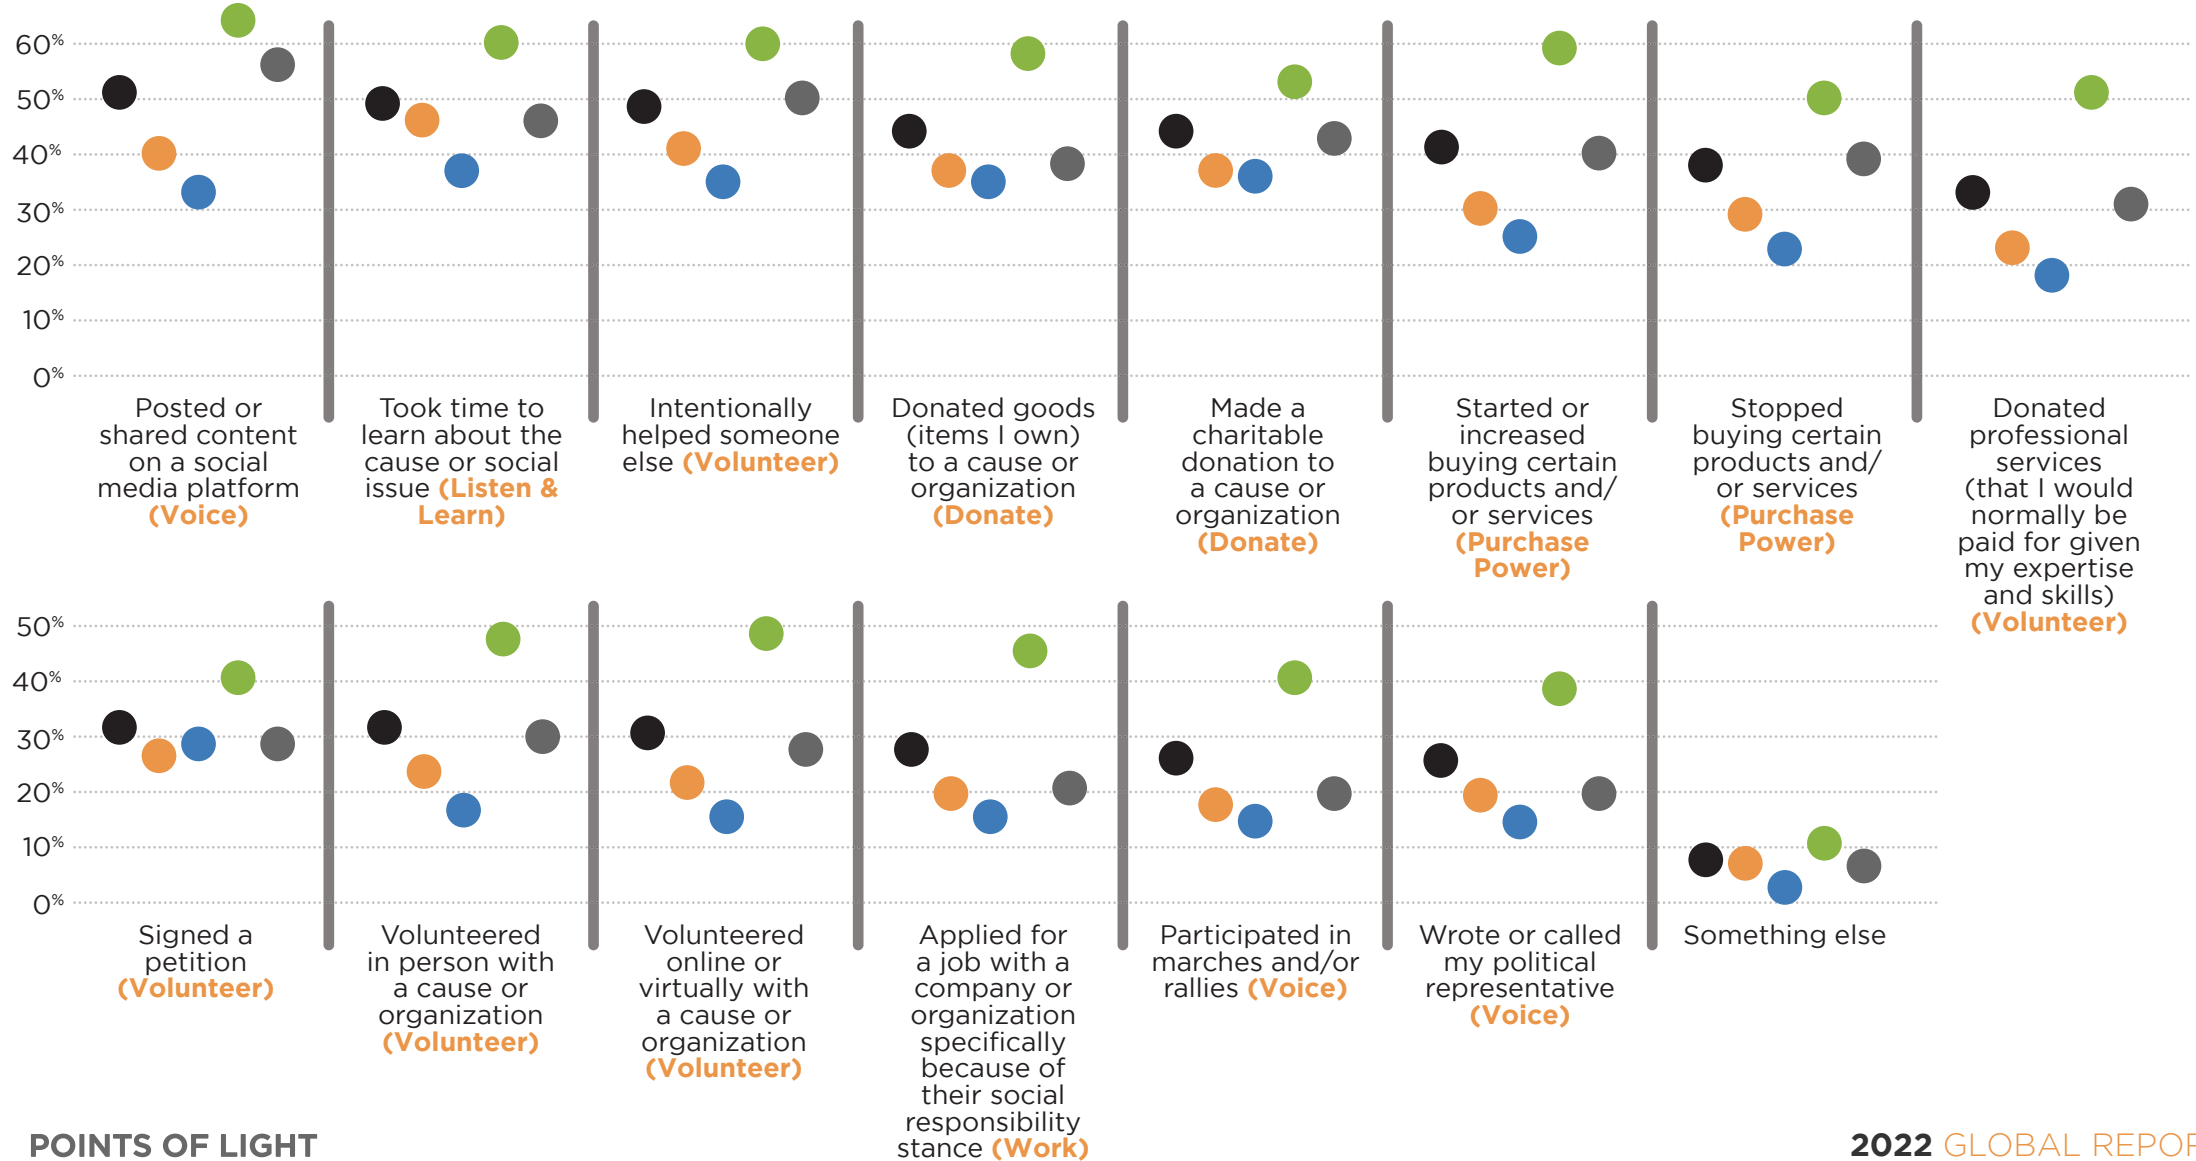 60%
50%
40%
30%
20%
10%
0%
Posted or
shared content
on a social
media platform
(Voice)
Took time to
learn about the
cause or social
issue (Listen &
Learn)
Intentionally
helped someone
else (Volunteer)
Donated goods
(items I own)
to a cause or
organization
(Donate)
Made a
charitable
donation to
a cause or
organization
(Donate)
Started or
increased
buying certain
products and/
or services
(Purchase
Power)
Stopped
buying certain
products and/
or services
(Purchase
Power)
Donated
professional
services
(that I would
normally be
paid for given
my expertise
and skills)
(Volunteer)
50%
40%
30%
20%
10%
0%
Signed a
petition
(Volunteer)
Volunteered
in person with
a cause or
organization
(Volunteer)
Volunteered
online or
virtually with
a cause or
organization
(Volunteer)
Applied for
a job with a
company or
organization
specifically
because of
their social
responsibility
stance (Work)
Participated in
marches and/or
rallies (Voice)
Wrote or called
my political
representative
(Voice)
Something else
POINTS OF LIGHT
2022 GLOBAL REPOR